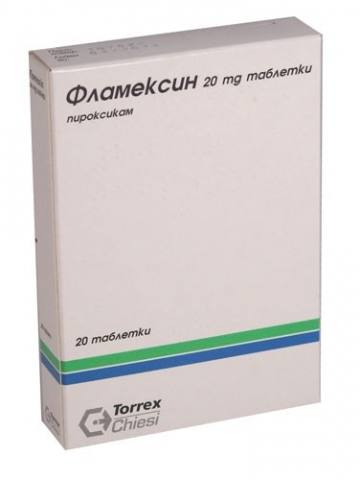 Фламексин 20 mg таблетки
пироксикам
20 таблетки
Torrex
Chiesi